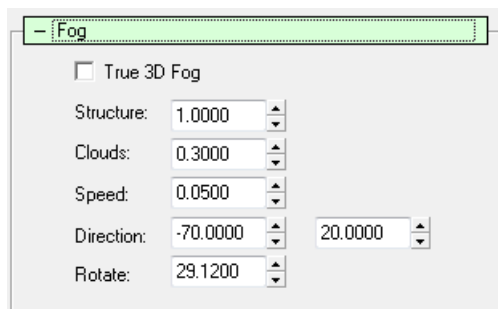 − Fog
True 3D Fog
Structure: 1.0000
Clouds: 0.3000
Speed: 0.0500
Direction: -70.0000 20.0000
Rotate: 29.1200